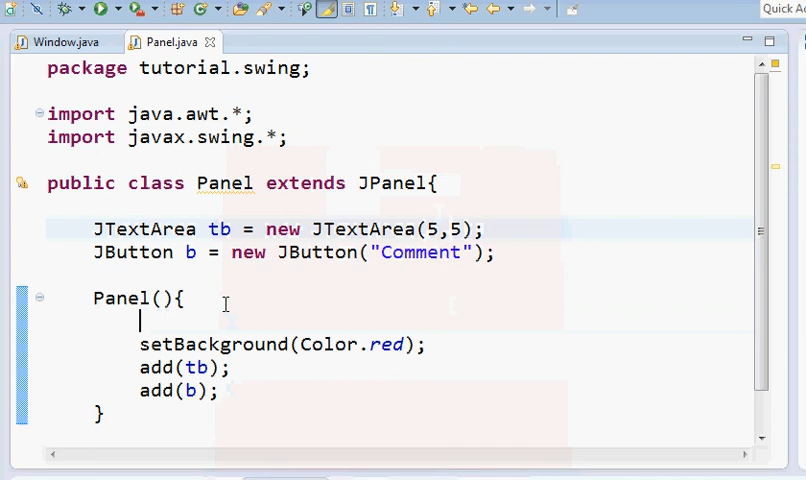 Quick Ac
Window.java Panel.java
package tutorial.swing;
import java.awt.*;
import javax.swing.*;
public class Panel extends JPanel{
JTextArea tb = new JTextArea(5,5);
JButton b = new JButton("Comment");
Panel(){
setBackground(Color.red);
add(tb);
add(b);
}